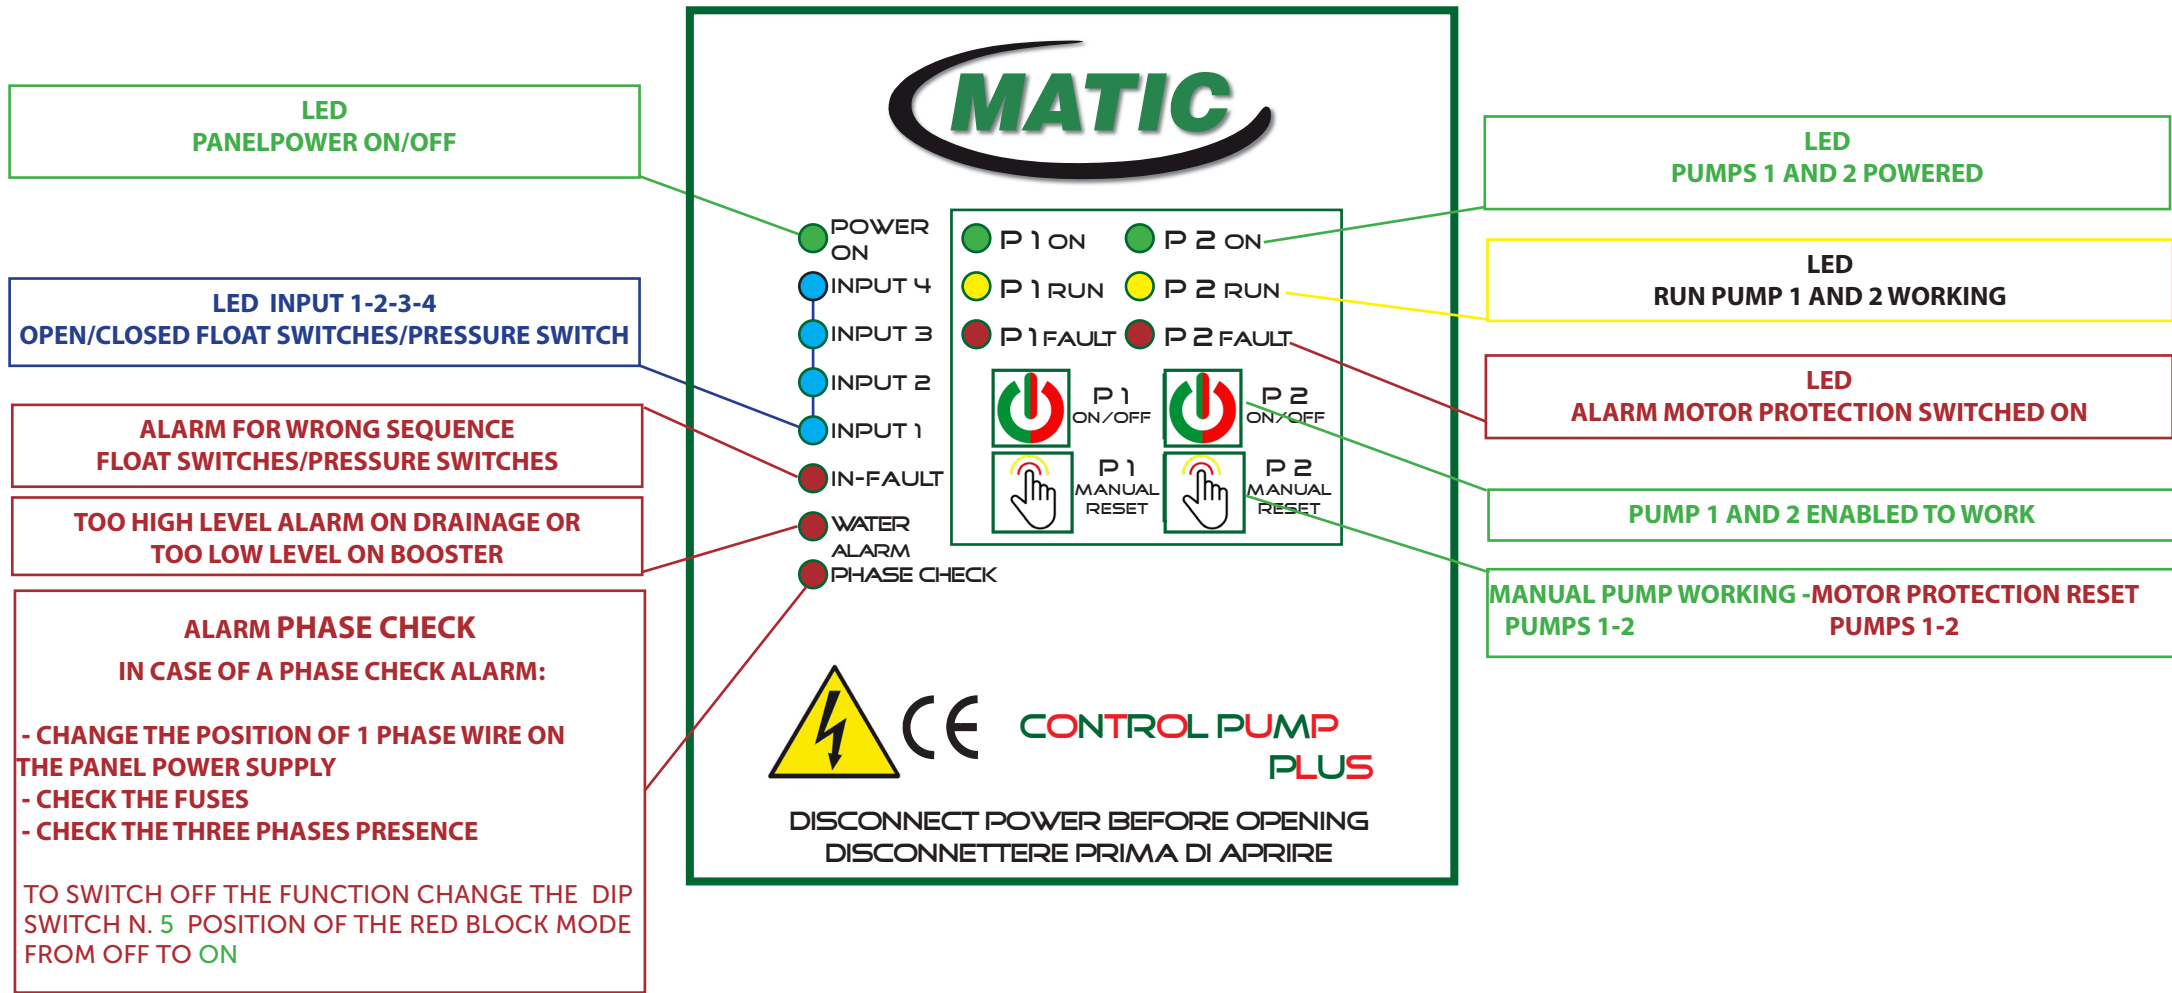 MATIC
LED
PANELPOWER ON/OFF
LED INPUT 1-2-3-4
OPEN/CLOSED FLOAT SWITCHES/PRESSURE SWITCH
ALARM FOR WRONG SEQUENCE
FLOAT SWITCHES/PRESSURE SWITCHES
TOO HIGH LEVEL ALARM ON DRAINAGE OR
TOO LOW LEVEL ON BOOSTER
ALARM PHASE CHECK
IN CASE OF A PHASE CHECK ALARM:
- CHANGE THE POSITION OF 1 PHASE WIRE ON
THE PANEL POWER SUPPLY
- CHECK THE FUSES
- CHECK THE THREE PHASES PRESENCE
TO SWITCH OFF THE FUNCTION CHANGE THE DIP
SWITCH N. 5 POSITION OF THE RED BLOCK MODE
FROM OFF TO ON
POWER
ON
INPUT 4
INPUT 3
INPUT 2
INPUT 1
IN-FAULT
WATER
ALARM
PHASE CHECK
P 1 ON
P 2 ON
P 1 RUN
P 2 RUN
P 1 FAULT
P 2 FAULT
P 1
ON/OFF
P 2
ON/OFF
P 1
MANUAL
RESET
P 2
MANUAL
RESET
CE
CONTROL PUMP
PLUS
DISCONNECT POWER BEFORE OPENING
DISCONNETTERE PRIMA DI APRIRE
LED
PUMPS 1 AND 2 POWERED
LED
RUN PUMP 1 AND 2 WORKING
LED
ALARM MOTOR PROTECTION SWITCHED ON
PUMP 1 AND 2 ENABLED TO WORK
MANUAL PUMP WORKING -MOTOR PROTECTION RESET
PUMPS 1-2 PUMPS 1-2